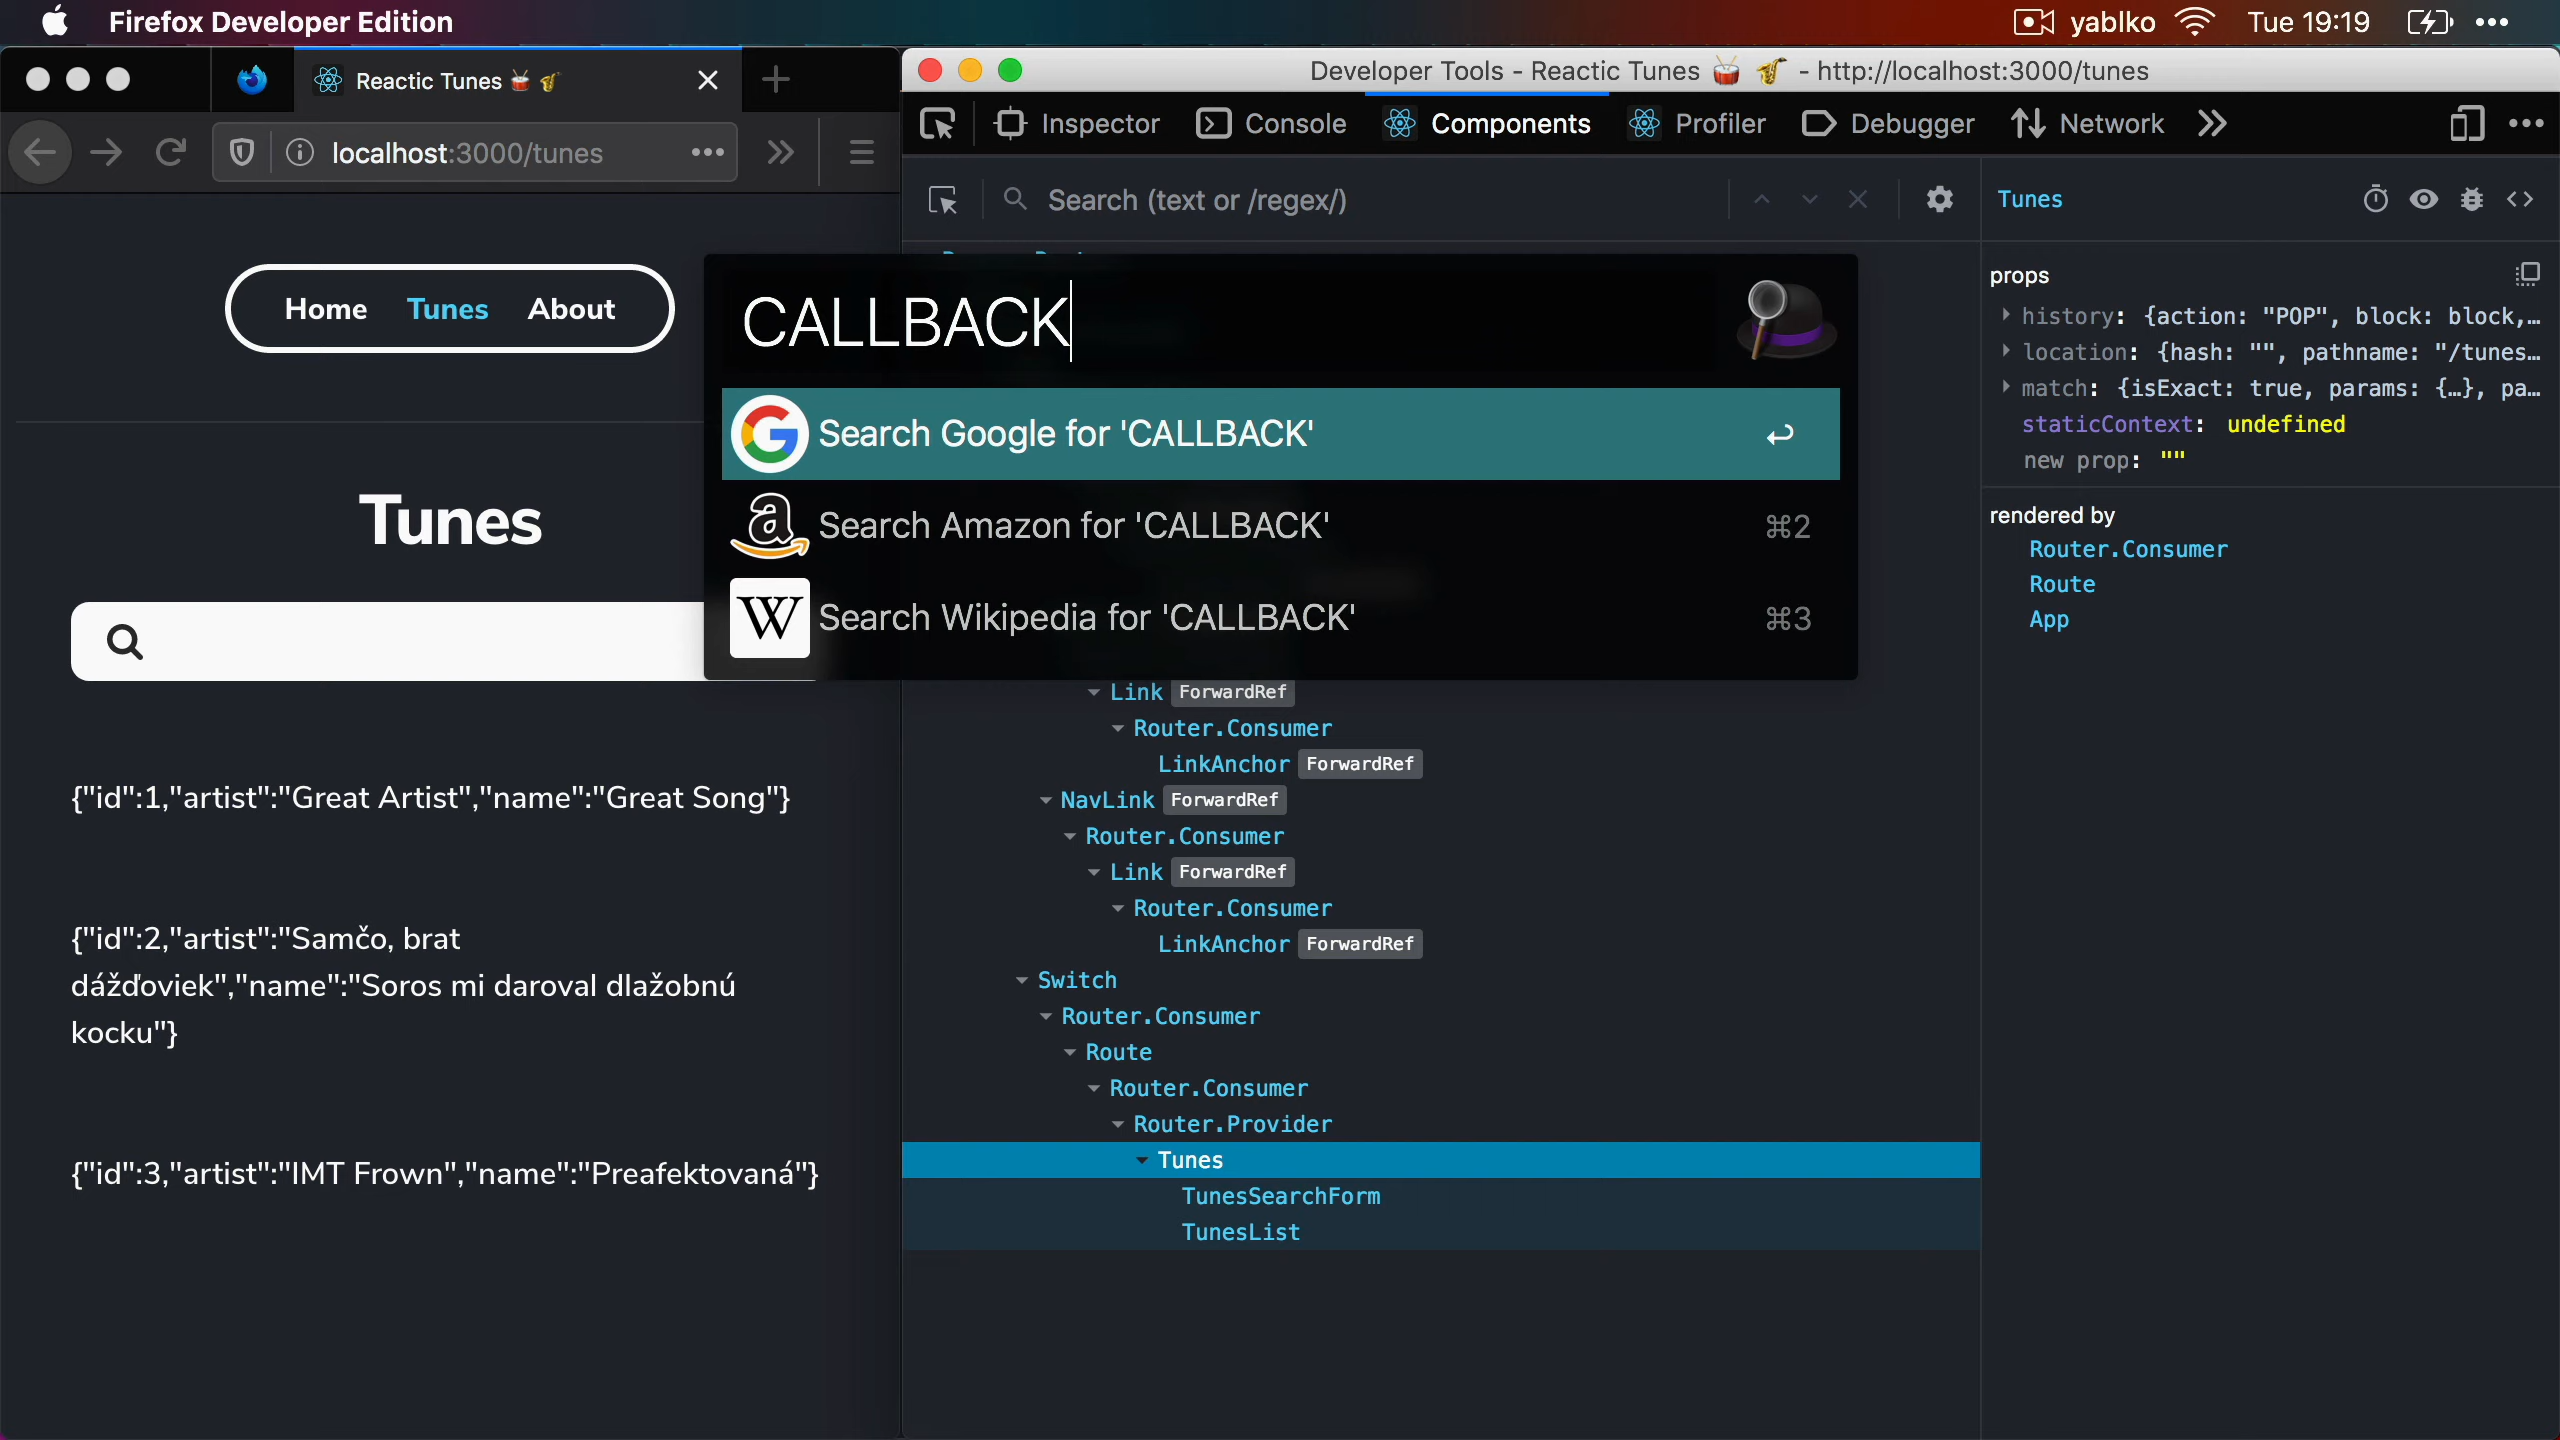 Firefox Developer Edition
yablko
Tue 19:19
Reactic Tunes 🥁 🎷
localhost:3000/tunes
Home
Tunes
About
Tunes
{"id":1,"artist":"Great Artist","name":"Great Song"}
{"id":2,"artist":"Samčo, brat
dážďoviek","name":"Soros mi daroval dlažobnú
kocku"}
{"id":3,"artist":"IMT Frown","name":"Preafektovaná"}
Developer Tools - Reactic Tunes 🥁 🎷 - http://localhost:3000/tunes
Inspector
Console
Components
Profiler
Debugger
Network
Search (text or /regex/)
CALLBACK
Search Google for 'CALLBACK'
Search Amazon for 'CALLBACK' ⌘2
Search Wikipedia for 'CALLBACK' ⌘3
Link ForwardRef
Router.Consumer
LinkAnchor ForwardRef
NavLink ForwardRef
Router.Consumer
Link ForwardRef
Router.Consumer
LinkAnchor ForwardRef
Switch
Router.Consumer
Route
Router.Consumer
Router.Provider
Tunes
TunesSearchForm
TunesList
Tunes
props
history: {action: "POP", block: block,…
location: {hash: "", pathname: "/tunes…
match: {isExact: true, params: {…}, pa…
staticContext: undefined
new prop: ""
rendered by
Router.Consumer
Route
App